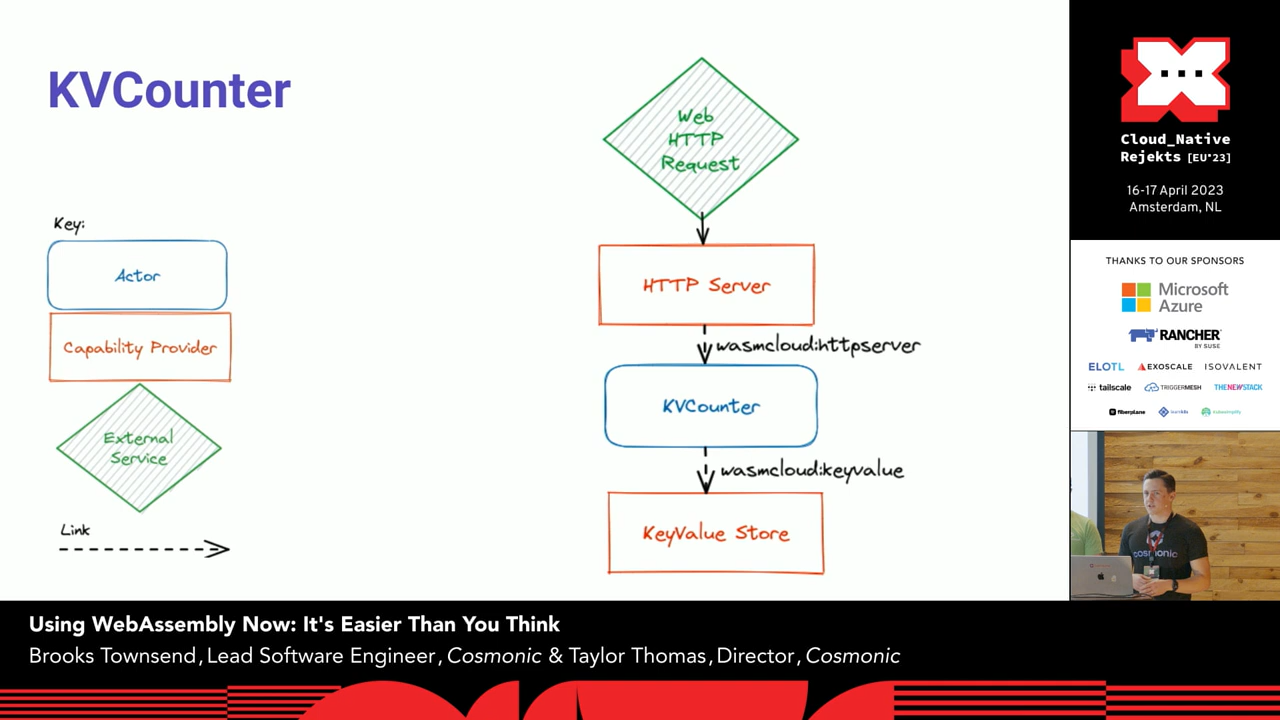 KVCounter
Key:
Actor
Capability Provider
External
Service
Link
Web
HTTP
Request
HTTP Server
wasmcloud:httpserver
KVCounter
wasmcloud:keyvalue
KeyValue Store
Cloud_Native
Rejekts [EU'23]
16-17 April 2023
Amsterdam, NL
THANKS TO OUR SPONSORS
Microsoft
Azure
RANCHER
BY SUSE
ELOTL EXOSCALE ISOVALENT
tailscale TRIGGERMESH THENEWSTACK
fiberplane
cosmonic
Using WebAssembly Now: It's Easier Than You Think
Brooks Townsend, Lead Software Engineer, Cosmonic & Taylor Thomas, Director, Cosmonic